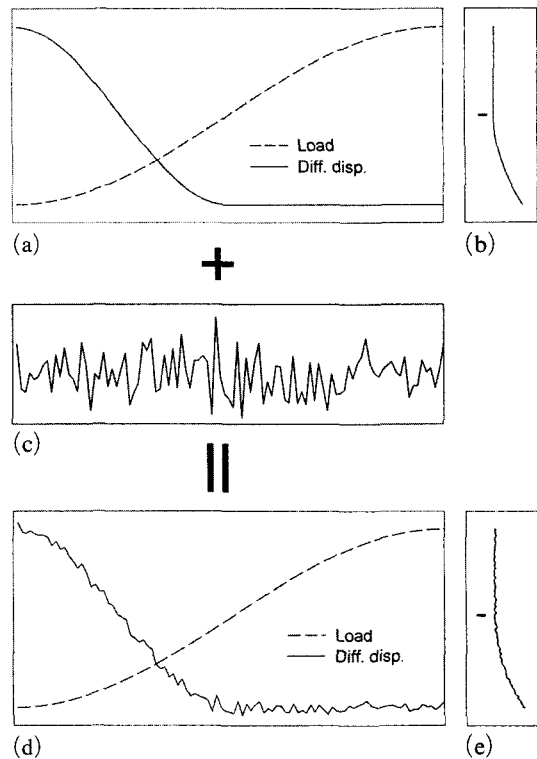 Load
Diff. disp.
(a)
(b)
+
(c)
Load
Diff. disp.
(d)
(e)